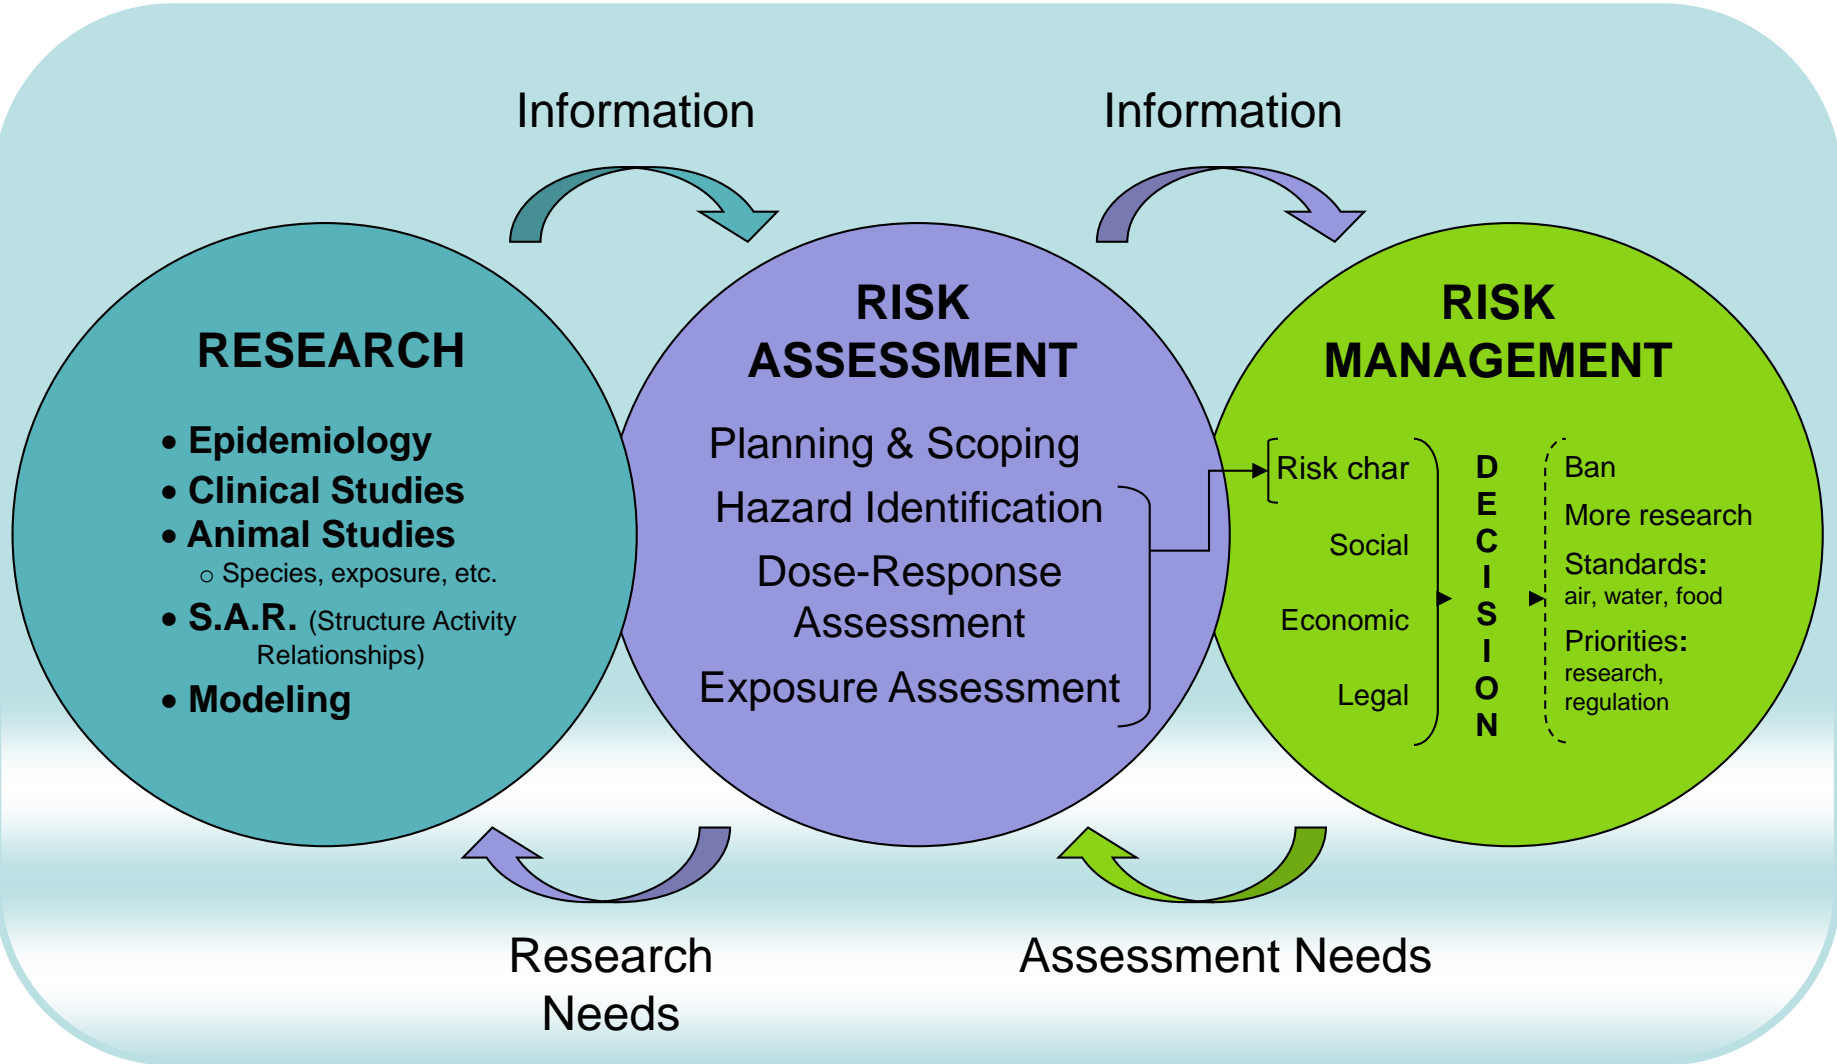 Information
Information
RESEARCH
• Epidemiology
• Clinical Studies
• Animal Studies
o Species, exposure, etc.
• S.A.R. (Structure Activity
Relationships)
• Modeling
RISK
ASSESSMENT
Planning & Scoping
Hazard Identification
Dose-Response
Assessment
Exposure Assessment
RISK
MANAGEMENT
Risk char
Social
Economic
Legal
D
E
C
I
S
I
O
N
Ban
More research
Standards:
air, water, food
Priorities:
research,
regulation
Research
Needs
Assessment Needs